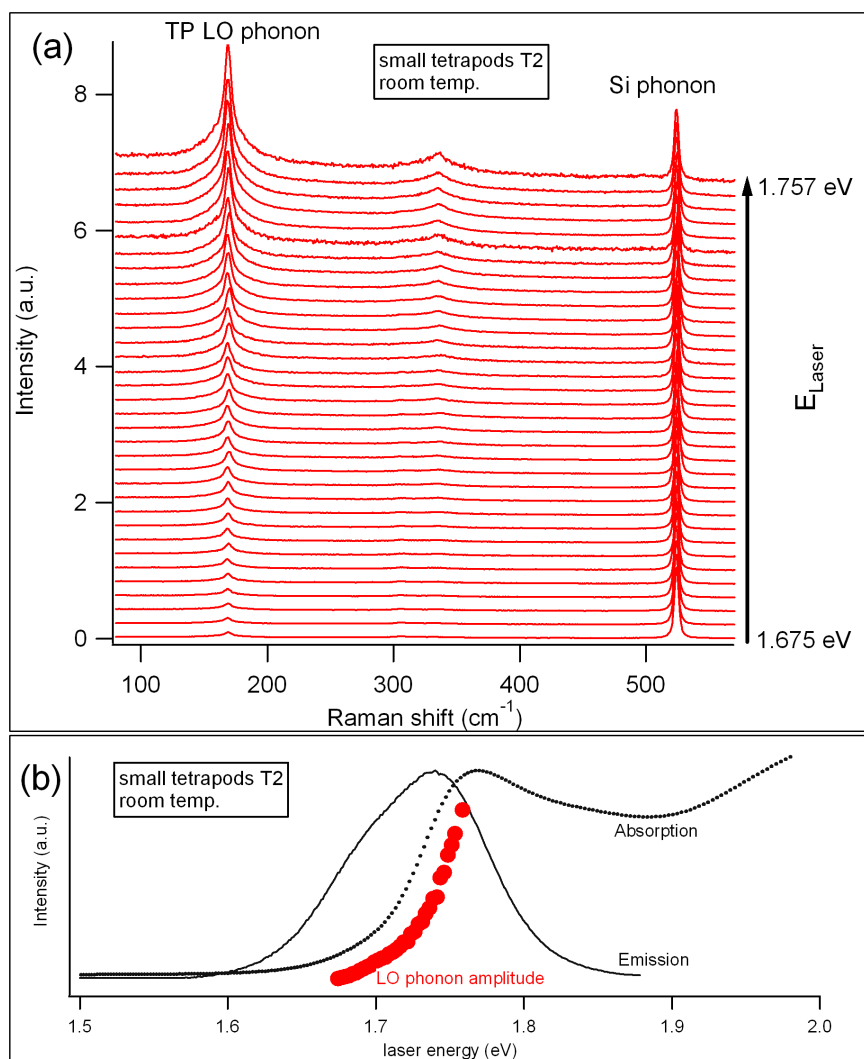 (a)
TP LO phonon
small tetrapods T2
room temp.
Si phonon
8
6
4
2
0
Intensity (a.u.)
1.757 eV
E_Laser
1.675 eV
100 200 300 400 500
Raman shift (cm⁻¹)
(b)
small tetrapods T2
room temp.
Intensity (a.u.)
Absorption
Emission
LO phonon amplitude
1.5 1.6 1.7 1.8 1.9 2.0
laser energy (eV)